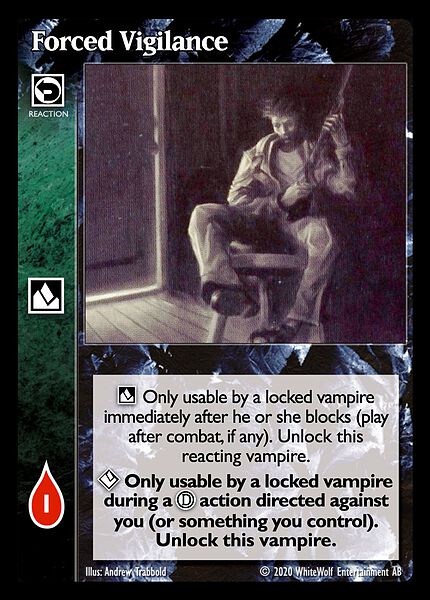 Forced Vigilance
REACTION
Only usable by a locked vampire
immediately after he or she blocks (play
after combat, if any). Unlock this
reacting vampire.
Only usable by a locked vampire
during a Ⓓ action directed against
you (or something you control).
Unlock this vampire.
1
Illus: Andrew Trabbold © 2020 WhiteWolf Entertainment AB